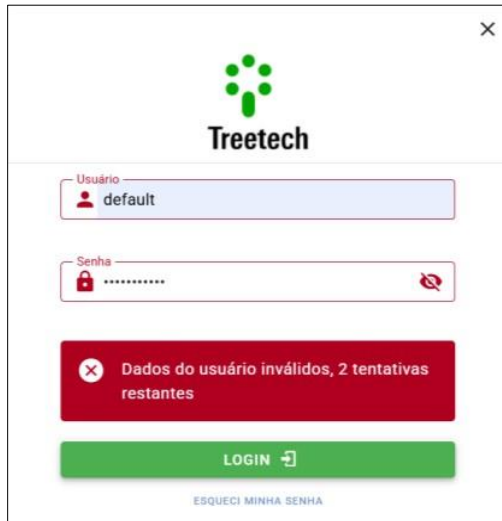 Treetech
Usuário
default
Senha
Dados do usuário inválidos, 2 tentativas
restantes
LOGIN
ESQUECI MINHA SENHA